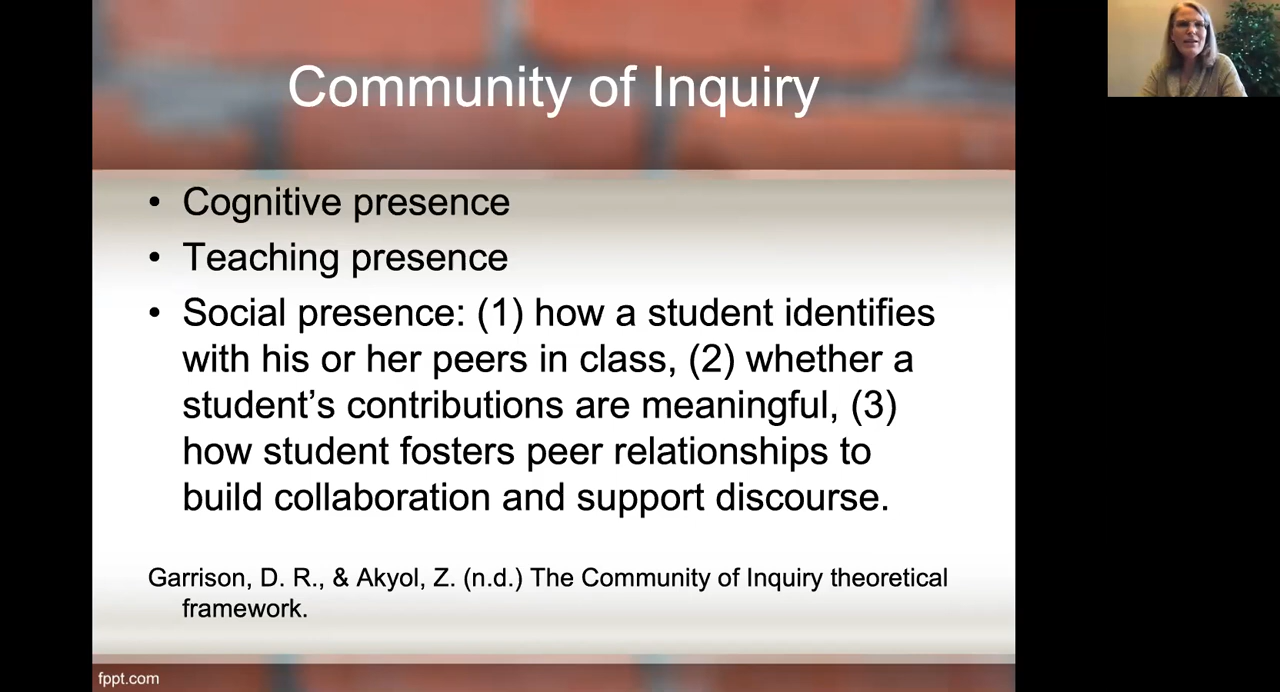 Community of Inquiry
• Cognitive presence
• Teaching presence
• Social presence: (1) how a student identifies
with his or her peers in class, (2) whether a
student’s contributions are meaningful, (3)
how student fosters peer relationships to
build collaboration and support discourse.
Garrison, D. R., & Akyol, Z. (n.d.) The Community of Inquiry theoretical
framework.
fppt.com